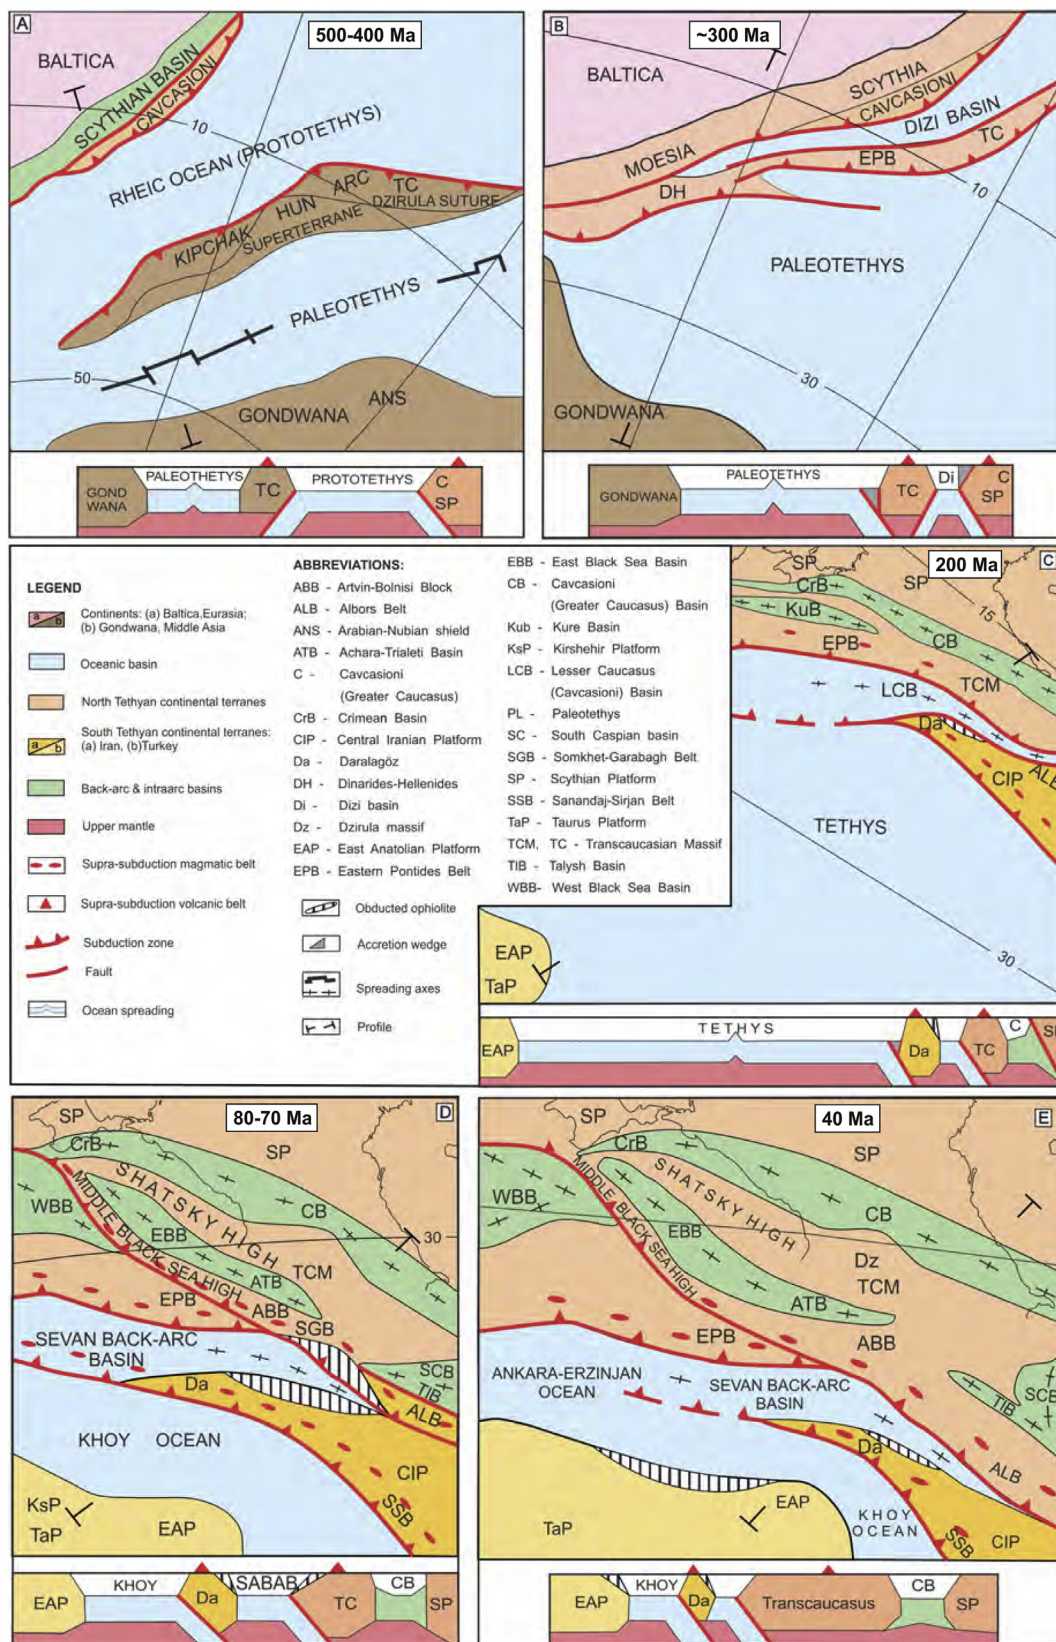 A
500-400 Ma
BALTICA
SCYTHIAN BASIN
CAVCASIONI
10
RHEIC OCEAN (PROTOTETHYS)
KIPCHAK HUN ARC TC
DZIRULA SUTURE
SUPERTERRANE
PALEOTETHYS
50
GONDWANA ANS
PALEOTHETYS
PROTOTETHYS
GOND
WANA
TC
C
SP
B
~300 Ma
BALTICA
SCYTHIA
CAVCASIONI
DIZI BASIN
MOESIA
TC
EPB
DH
10
PALEOTETHYS
30
GONDWANA
PALEOTETHYS
GONDWANA
TC
Di
C
SP
LEGEND
a b Continents: (a) Baltica,Eurasia;
(b) Gondwana, Middle Asia
Oceanic basin
North Tethyan continental terranes
a b South Tethyan continental terranes:
(a) Iran, (b)Turkey
Back-arc & intraarc basins
Upper mantle
Supra-subduction magmatic belt
Supra-subduction volcanic belt
Subduction zone
Fault
Ocean spreading
ABBREVIATIONS:
ABB - Artvin-Bolnisi Block
ALB - Albors Belt
ANS - Arabian-Nubian shield
ATB - Achara-Trialeti Basin
C - Cavcasioni
(Greater Caucasus)
CrB - Crimean Basin
CIP - Central Iranian Platform
Da - Daralagöz
DH - Dinarides-Hellenides
Di - Dizi basin
Dz - Dzirula massif
EAP - East Anatolian Platform
EPB - Eastern Pontides Belt
Obducted ophiolite
Accretion wedge
Spreading axes
Profile
EBB - East Black Sea Basin
CB - Cavcasioni
(Greater Caucasus) Basin
Kub - Kure Basin
KsP - Kirshehir Platform
LCB - Lesser Caucasus
(Cavcasioni) Basin
PL - Paleotethys
SC - South Caspian basin
SGB - Somkhet-Garabagh Belt
SP - Scythian Platform
SSB - Sanandaj-Sirjan Belt
TaP - Taurus Platform
TCM, TC - Transcaucasian Massif
TIB - Talysh Basin
WBB- West Black Sea Basin
C
200 Ma
SP
CrB
SP
KuB
15
EPB
CB
TCM
LCB
Da
ALB
CIP
TETHYS
30
EAP
TaP
TETHYS
EAP
Da
TC
C
SP
D
80-70 Ma
SP
CrB
SP
SHATSKY HIGH
MIDDLE BLACK SEA HIGH
WBB
CB
EBB
30
TCM
ATB
EPB
ABB
SGB
SEVAN BACK-ARC
BASIN
SCB
TIB
Da
ALB
KHOY OCEAN
CIP
SSB
KsP
TaP
EAP
KHOY
SABAB
CB
EAP
Da
TC
SP
E
40 Ma
SP
CrB
SP
SHATSKY HIGH
MIDDLE BLACK SEA HIGH
WBB
CB
EBB
Dz
TCM
ATB
EPB
ABB
ANKARA-ERZINJAN
OCEAN
SEVAN BACK-ARC
BASIN
TIB
SCB
Da
ALB
EAP
TaP
KHOY
OCEAN
SSB
CIP
KHOY
CB
EAP
Da
Transcaucasus
SP